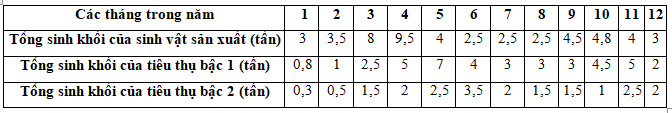 Các tháng trong năm 1 2 3 4 5 6 7 8 9 10 11 12
Tổng sinh khối của sinh vật sản xuất (tấn) 3 3,5 8 9,5 4 2,5 2,5 2,5 4,5 4,8 4 3
Tổng sinh khối của tiêu thụ bậc 1 (tấn) 0,8 1 2,5 5 7 4 3 3 3 4,5 5 2
Tổng sinh khối của tiêu thụ bậc 2 (tấn) 0,3 0,5 1,5 2 2,5 3,5 2 1,5 1,5 1 2,5 2